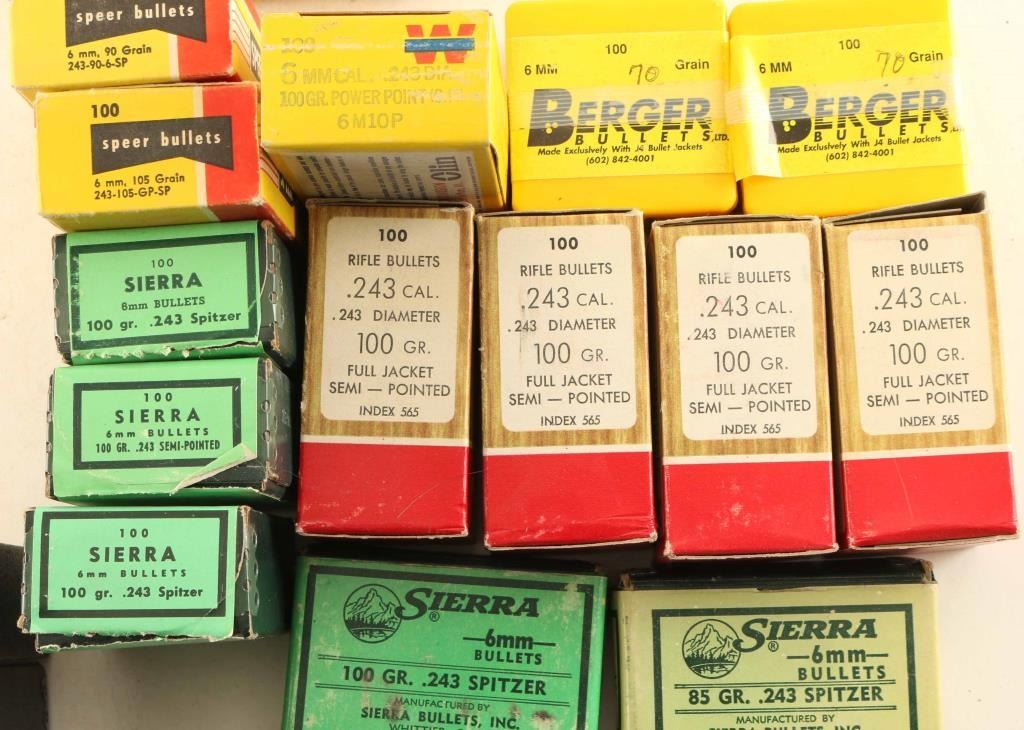 speer bullets
6 mm, 90 Grain
243-90-6-SP
100
speer bullets
6 mm, 105 Grain
243-105-GP-SP
100
W
6 MM CAL. .243 DIA.
100 GR. POWER POINT
6M10P
Olin
100
6 MM 70 Grain
BERGER
BULLETS, LTD.
Made Exclusively With J4 Bullet Jackets
(602) 842-4001
100
6 MM 70 Grain
BERGER
BULLETS, LTD.
Made Exclusively With J4 Bullet Jackets
(602) 842-4001
100
SIERRA
6mm BULLETS
100 gr. .243 Spitzer
100
SIERRA
6mm BULLETS
100 GR. .243 SEMI-POINTED
100
SIERRA
6mm BULLETS
100 gr. .243 Spitzer
100
RIFLE BULLETS
.243 CAL.
.243 DIAMETER
100 GR.
FULL JACKET
SEMI — POINTED
INDEX 565
100
RIFLE BULLETS
.243 CAL.
.243 DIAMETER
100 GR.
FULL JACKET
SEMI — POINTED
INDEX 565
100
RIFLE BULLETS
.243 CAL.
.243 DIAMETER
100 GR.
FULL JACKET
SEMI — POINTED
INDEX 565
100
RIFLE BULLETS
.243 CAL.
.243 DIAMETER
100 GR.
FULL JACKET
SEMI — POINTED
INDEX 565
SIERRA ®
—6mm—
BULLETS
100 GR. .243 SPITZER
MANUFACTURED BY
SIERRA BULLETS, INC.
SIERRA ®
—6mm—
BULLETS
85 GR. .243 SPITZER
MANUFACTURED BY
SIERRA BULLETS, INC.